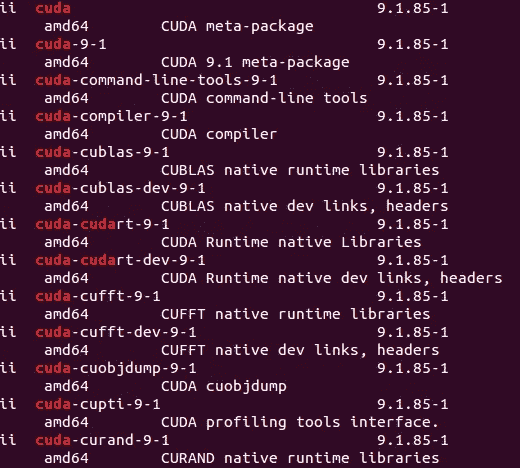 ii  cuda                                  9.1.85-1
     amd64        CUDA meta-package
ii  cuda-9-1                              9.1.85-1
     amd64        CUDA 9.1 meta-package
ii  cuda-command-line-tools-9-1           9.1.85-1
     amd64        CUDA command-line tools
ii  cuda-compiler-9-1                     9.1.85-1
     amd64        CUDA compiler
ii  cuda-cublas-9-1                       9.1.85-1
     amd64        CUBLAS native runtime libraries
ii  cuda-cublas-dev-9-1                   9.1.85-1
     amd64        CUBLAS native dev links, headers
ii  cuda-cudart-9-1                       9.1.85-1
     amd64        CUDA Runtime native Libraries
ii  cuda-cudart-dev-9-1                   9.1.85-1
     amd64        CUDA Runtime native dev links, headers
ii  cuda-cufft-9-1                        9.1.85-1
     amd64        CUFFT native runtime libraries
ii  cuda-cufft-dev-9-1                    9.1.85-1
     amd64        CUFFT native dev links, headers
ii  cuda-cuobjdump-9-1                    9.1.85-1
     amd64        CUDA cuobjdump
ii  cuda-cupti-9-1                        9.1.85-1
     amd64        CUDA profiling tools interface.
ii  cuda-curand-9-1                       9.1.85-1
     amd64        CURAND native runtime libraries